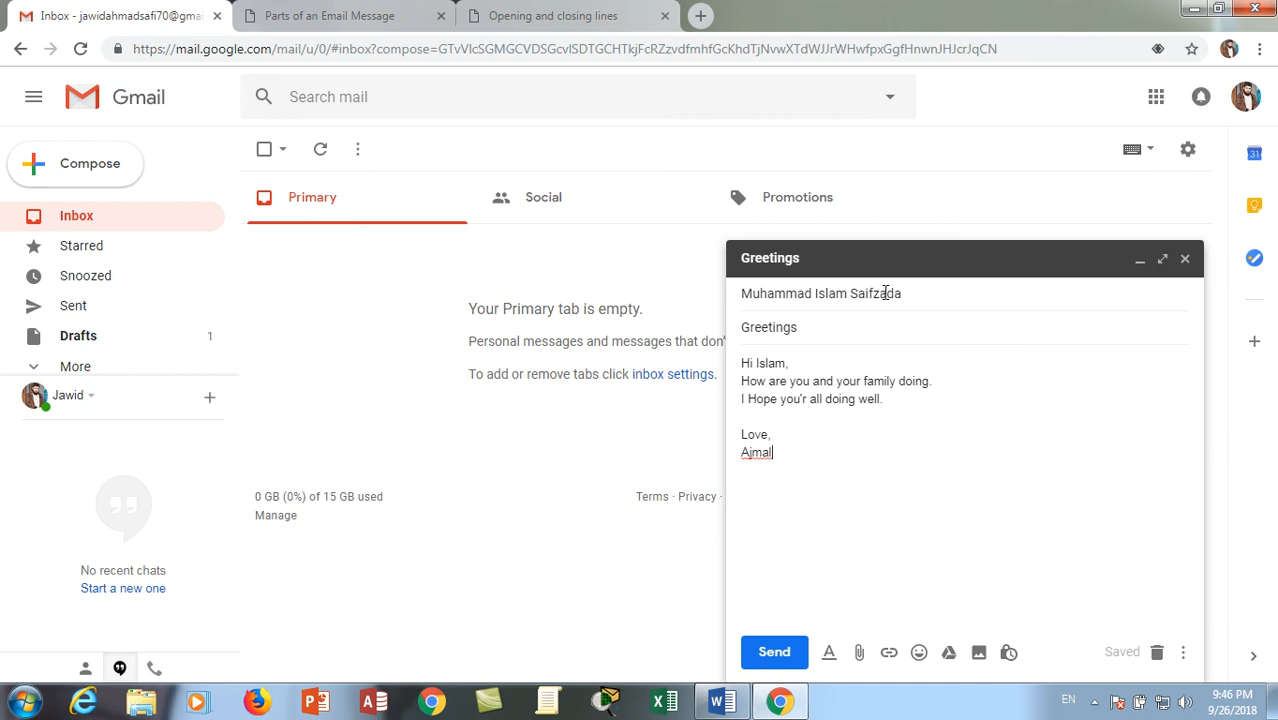 Inbox - jawidahmadsafi70@gma
Parts of an Email Message
Opening and closing lines
https://mail.google.com/mail/u/0/#inbox?compose=GTvVlcSGMGCVDSGcvlSDTGCHTkjFcRZzvdfmhfGcKhdTjNvwXTdWJJrWHwfpxGgfHnwnJHJcrJqCN
Gmail
Search mail
Compose
Primary
Social
Promotions
31
Inbox
Starred
Snoozed
Sent
Drafts 1
More
Jawid
Your Primary tab is empty.
Personal messages and messages that don'
To add or remove tabs click inbox settings.
0 GB (0%) of 15 GB used
Manage
Terms · Privacy ·
No recent chats
Start a new one
Greetings
Muhammad Islam Saifzada
Greetings
Hi Islam,
How are you and your family doing.
I Hope you'r all doing well.
Love,
Ajmal
Send
Saved
EN
9:46 PM
9/26/2018